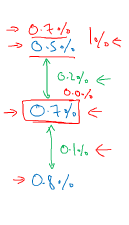 → 0.7% 1% ←
→ 0.5%
0.2% ←
0.0%
→ 0.7% ←
0.1% ←
→ 0.8%